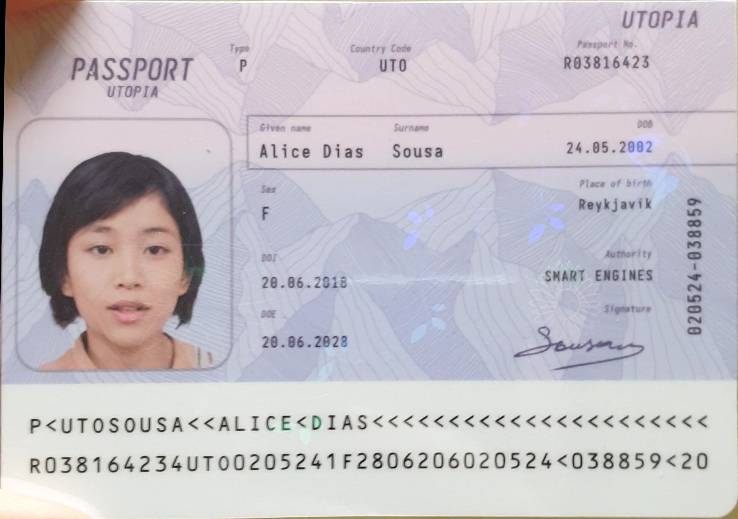 UTOPIA
PASSPORT
UTOPIA
Type
P
Country Code
UTO
Passport No.
R03816423
Given name
Alice Dias
Surname
Sousa
DOB
24.05.2002
Sex
F
Place of birth
Reykjavik
DOI
20.06.2018
Authority
SMART ENGINES
DOE
20.06.2028
Signature
Sousa
020524-038859
P<UTOSOUSA<<ALICE<DIAS<<<<<<<<<<<<<<<<<<<<<<
R038164234UTO0205241F2806206020524<038859<20